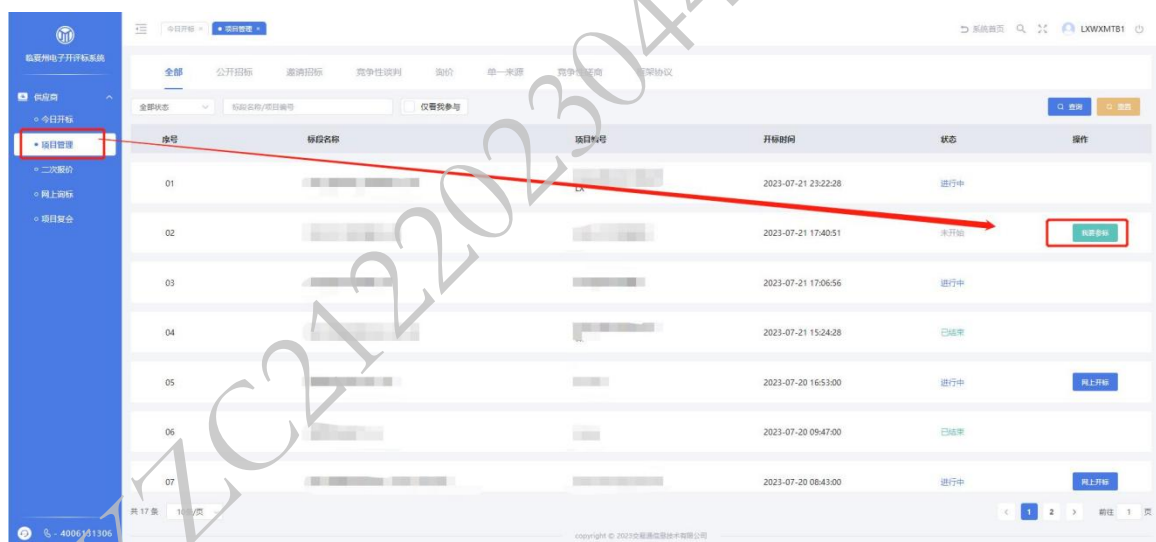 临夏州电子开评标系统
今日开标 ×
• 项目管理 ×
系统首页
LXWXMTB1
供应商
今日开标
项目管理
二次报价
网上询标
项目复会
全部 公开招标 邀请招标 竞争性谈判 询价 单一来源 竞争性磋商 框架协议
全部状态 标段名称/项目编号 仅看我参与 查询
序号 标段名称 项目编号 开标时间 状态 操作
01 2023-07-21 23:22:28 进行中
02 2023-07-21 17:40:51 未开始 我要参标
03 2023-07-21 17:06:56 进行中
04 2023-07-21 15:24:28 已结束
05 2023-07-20 16:53:00 进行中 网上开标
06 2023-07-20 09:47:00 已结束
07 2023-07-20 08:43:00 进行中 网上开标
共 17 条 10条/页 < 1 2 > 前往 1 页
- 4006131306